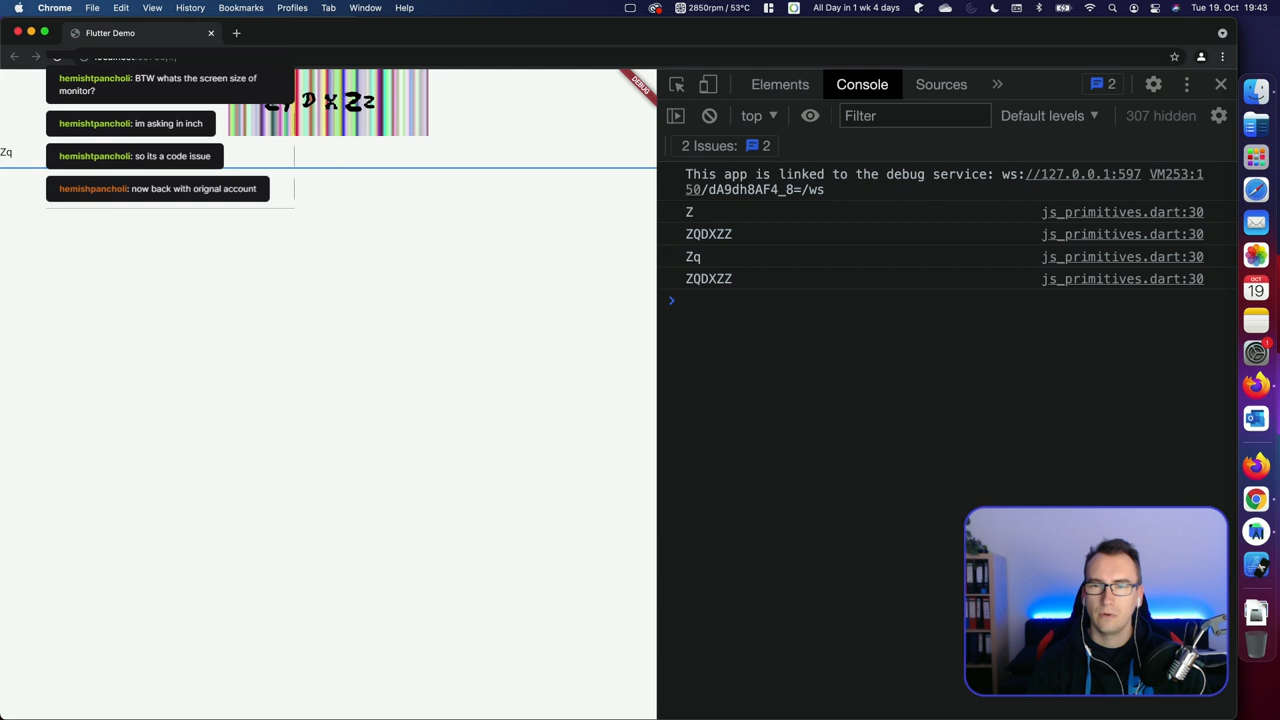 Chrome File Edit View History Bookmarks Profiles Tab Window Help
2850rpm / 53°C All Day in 1 wk 4 days Tue 19. Oct 19:43
Flutter Demo
hemishtpancholi: BTW whats the screen size of
monitor?
hemishtpancholi: im asking in inch
Zq
hemishtpancholi: so its a code issue
hemishpancholi: now back with orignal account
DEBUG
Elements Console Sources
2
top Filter Default levels 307 hidden
2 Issues: 2
This app is linked to the debug service: ws://127.0.0.1:597 VM253:1
50/dA9dh8AF4_8=/ws
Z js_primitives.dart:30
ZQDXZZ js_primitives.dart:30
Zq js_primitives.dart:30
ZQDXZZ js_primitives.dart:30
OCT
19
1